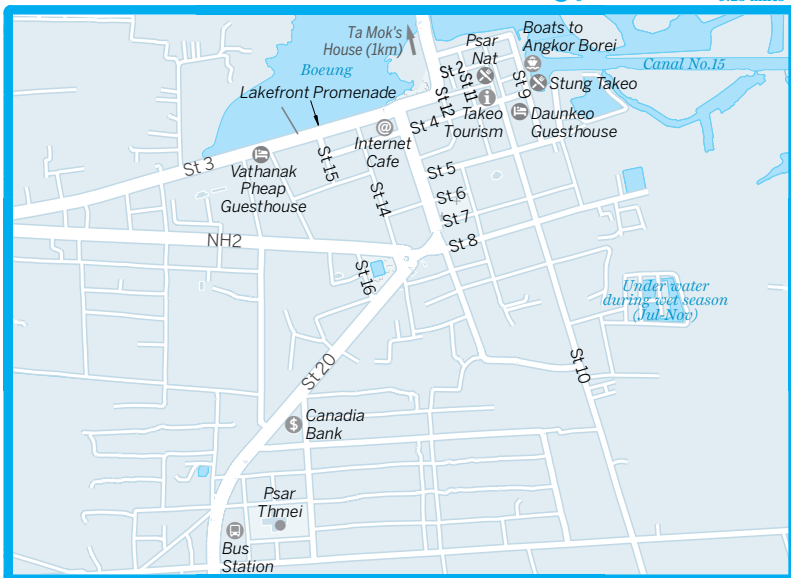 Ta Mok's
House (1km)
Boeung
Lakefront Promenade
Psar
Nat
Boats to
Angkor Borei
Canal No.15
St 2
St 11
St 9
Stung Takeo
St 12
St 4
Takeo
Tourism
Daunkeo
Guesthouse
@
Internet
Cafe
St 3
Vathanak
Pheap
Guesthouse
St 15
St 14
St 5
St 6
St 7
St 8
NH2
St 16
Under water
during wet season
(Jul-Nov)
St 20
St 10
$
Canadia
Bank
Psar
Thmei
Bus
Station